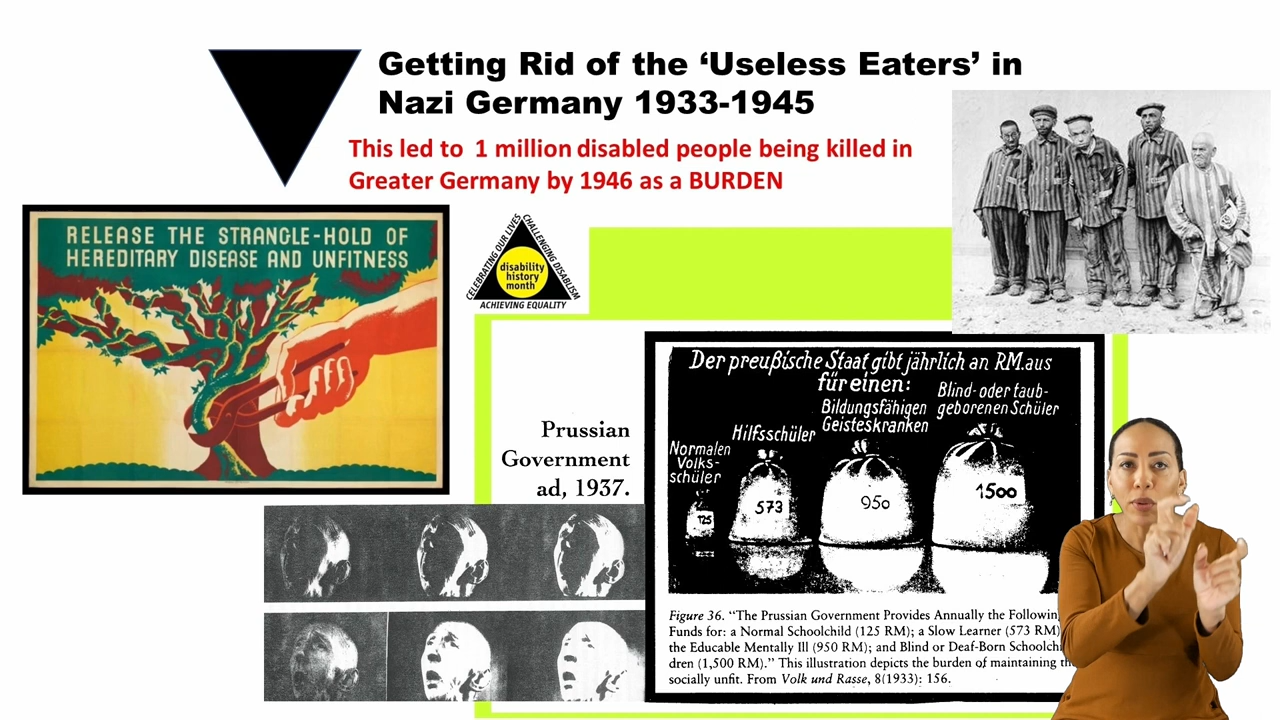 Getting Rid of the ‘Useless Eaters’ in
Nazi Germany 1933-1945
This led to 1 million disabled people being killed in
Greater Germany by 1946 as a BURDEN
RELEASE THE STRANGLE-HOLD OF
HEREDITARY DISEASE AND UNFITNESS
CELEBRATING OUR LIVES
CHALLENGING DISABLISM
disability
history
month
ACHIEVING EQUALITY
Prussian
Government
ad, 1937.
Der preußische Staat gibt jährlich an RM.aus
für einen:
Normalen
Volks-
schüler
Hilfsschüler
Bildungsfähigen
Geisteskranken
Blind- oder taub-
geborenen Schüler
125
573
950
1500
Figure 36. “The Prussian Government Provides Annually the Followin
Funds for: a Normal Schoolchild (125 RM); a Slow Learner (573 RM)
the Educable Mentally Ill (950 RM); and Blind or Deaf-Born Schoolchi
dren (1,500 RM).” This illustration depicts the burden of maintaining th
socially unfit. From Volk und Rasse, 8(1933): 156.